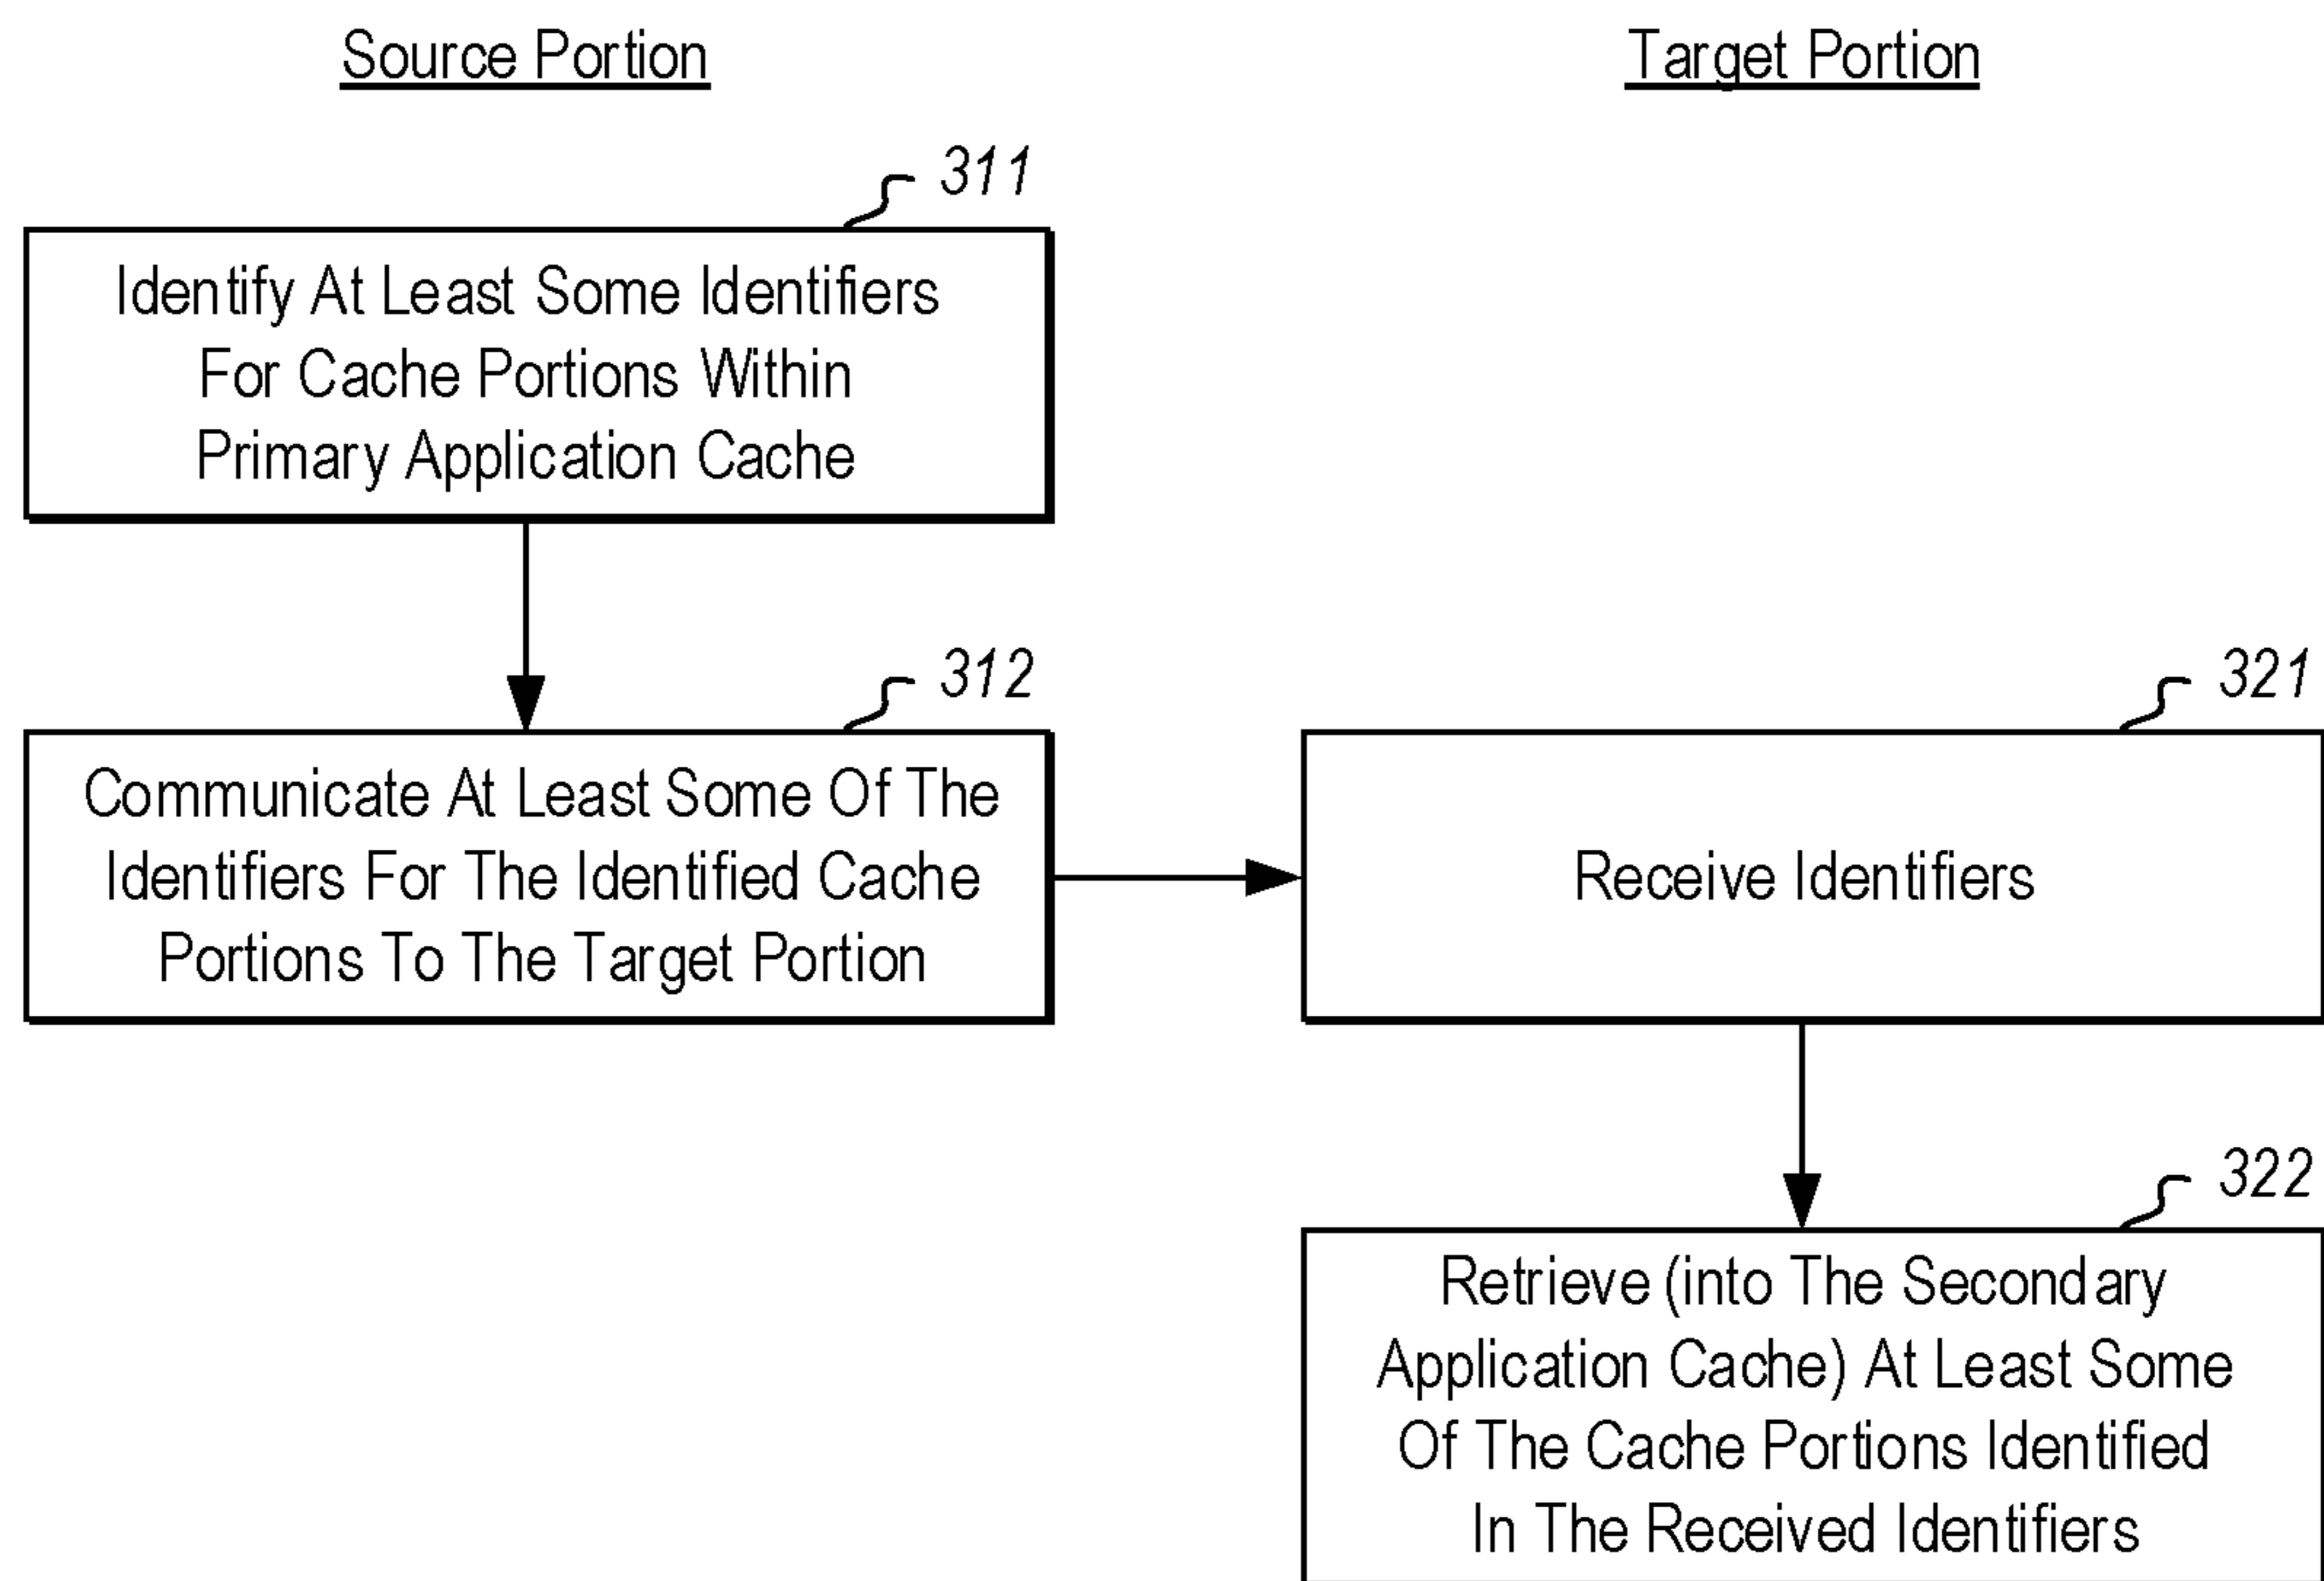 Source Portion
Target Portion
311
Identify At Least Some Identifiers
For Cache Portions Within
Primary Application Cache
312
Communicate At Least Some Of The
Identifiers For The Identified Cache
Portions To The Target Portion
321
Receive Identifiers
322
Retrieve (into The Secondary
Application Cache) At Least Some
Of The Cache Portions Identified
In The Received Identifiers